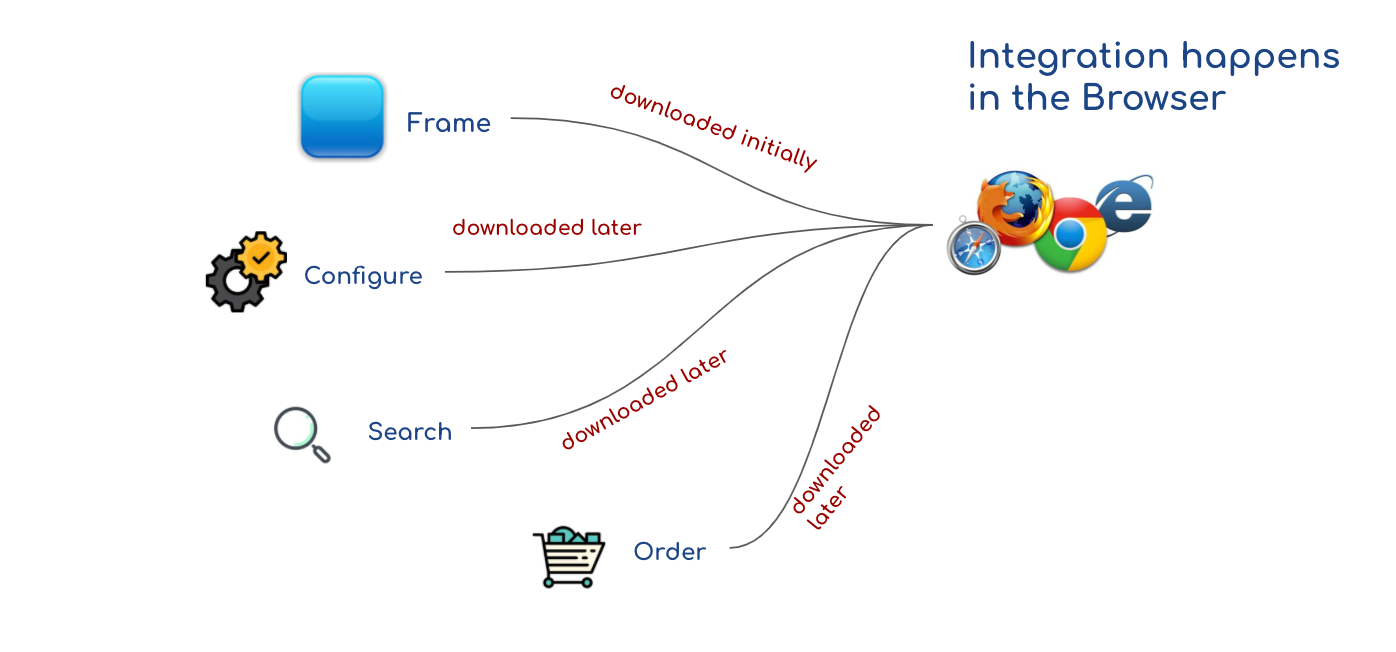 Integration happens
in the Browser
Frame
downloaded initially
downloaded later
Configure
Search
downloaded later
downloaded
later
Order